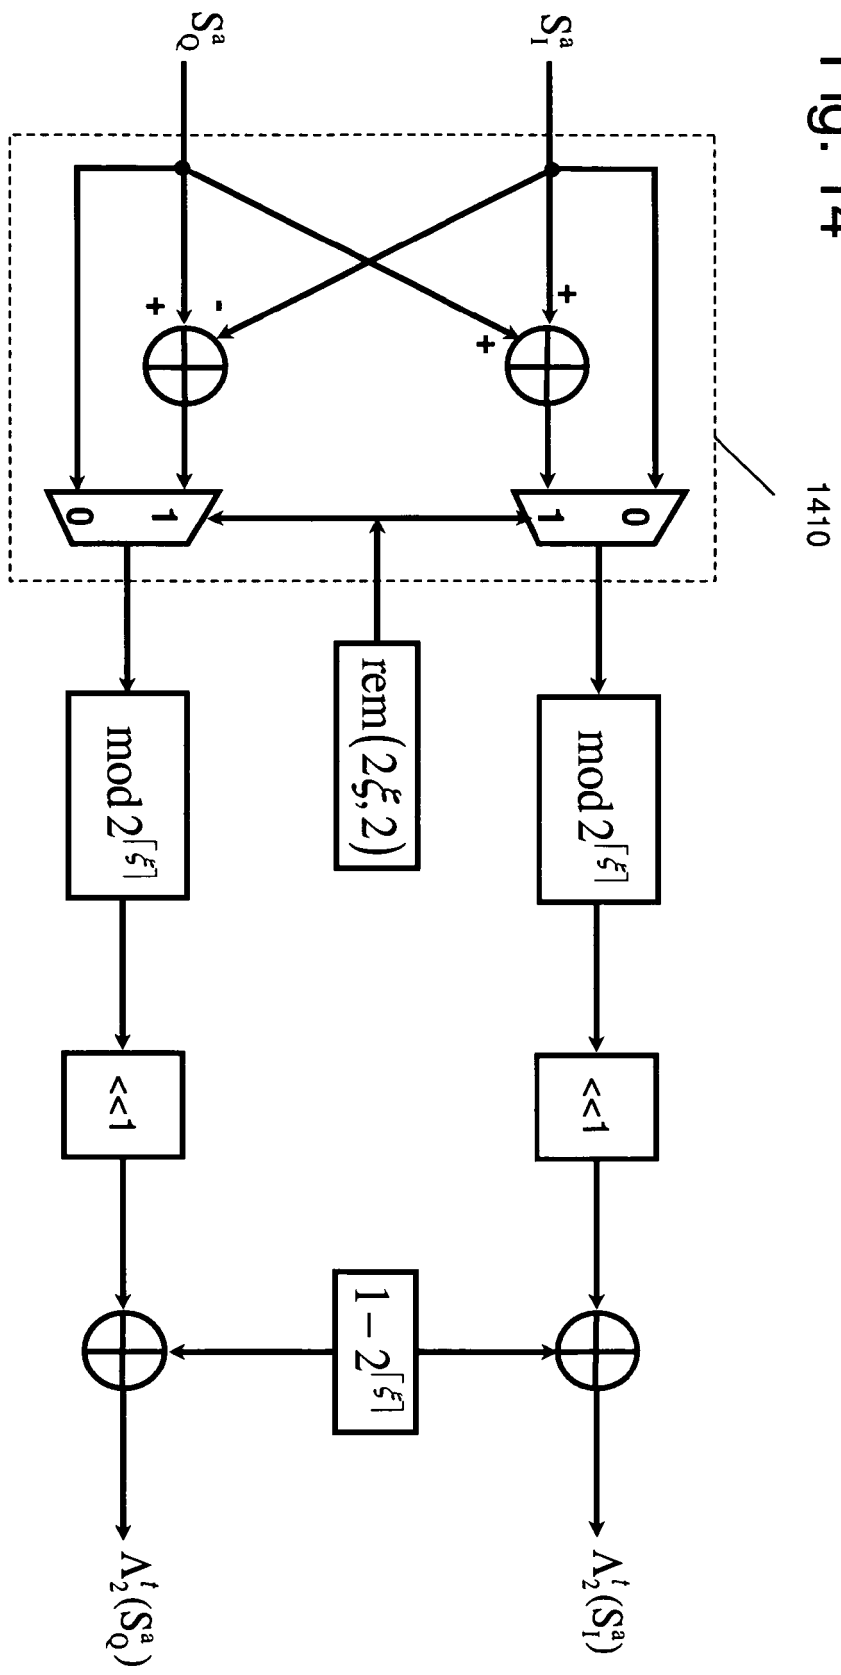 Fig. 14
1410
S_I^a
+
+
0
1
mod 2^⌈ξ⌉
<<1
Λ_2^t(S_I^a)
rem(2ξ,2)
1 − 2^⌈ξ⌉
S_Q^a
-
+
1
0
mod 2^⌈ξ⌉
<<1
Λ_2^t(S_Q^a)